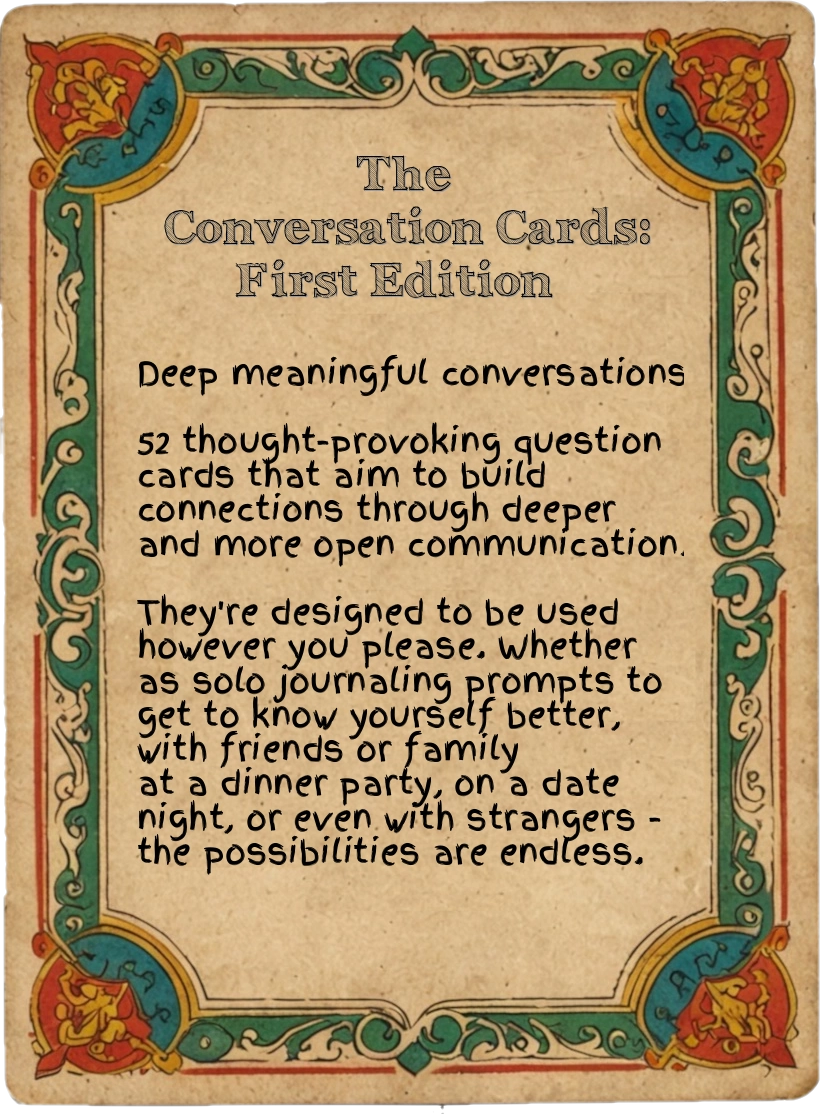 The
Conversation Cards:
First Edition
Deep meaningful conversations
52 thought-provoking question
cards that aim to build
connections through deeper
and more open communication.
They're designed to be used
however you please. Whether
as solo journaling prompts to
get to know yourself better,
with friends or family
at a dinner party, on a date
night, or even with strangers -
the possibilities are endless.